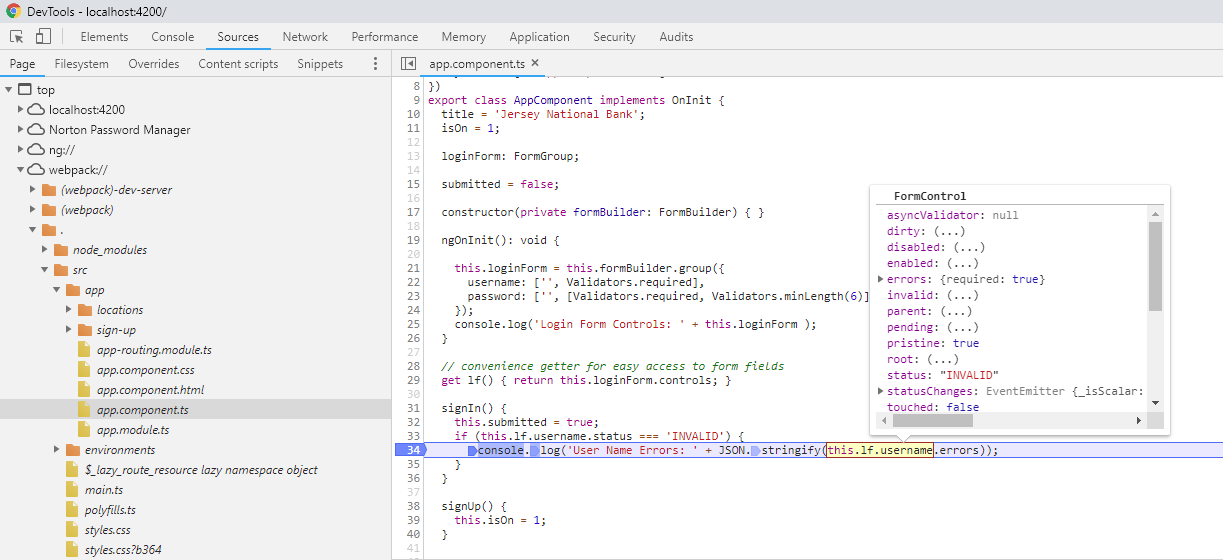 DevTools - localhost:4200/
Elements Console Sources Network Performance Memory Application Security Audits
Page Filesystem Overrides Content scripts Snippets
app.component.ts ×
top
localhost:4200
Norton Password Manager
ng://
webpack://
(webpack)-dev-server
(webpack)
.
node_modules
src
app
locations
sign-up
app-routing.module.ts
app.component.css
app.component.html
app.component.ts
app.module.ts
environments
$_lazy_route_resource lazy namespace object
main.ts
polyfills.ts
styles.css
styles.css?b364
8 })
9 export class AppComponent implements OnInit {
10 title = 'Jersey National Bank';
11 isOn = 1;
12
13 loginForm: FormGroup;
14
15 submitted = false;
16
17 constructor(private formBuilder: FormBuilder) { }
18
19 ngOnInit(): void {
20
21 this.loginForm = this.formBuilder.group({
22 username: ['', Validators.required],
23 password: ['', [Validators.required, Validators.minLength(6)]
24 });
25 console.log('Login Form Controls: ' + this.loginForm );
26 }
27
28 // convenience getter for easy access to form fields
29 get lf() { return this.loginForm.controls; }
30
31 signIn() {
32 this.submitted = true;
33 if (this.lf.username.status === 'INVALID') {
34 console.log('User Name Errors: ' + JSON.stringify(this.lf.username.errors));
35 }
36 }
37
38 signUp() {
39 this.isOn = 1;
40 }
41
FormControl
asyncValidator: null
dirty: (...)
disabled: (...)
enabled: (...)
errors: {required: true}
invalid: (...)
parent: (...)
pending: (...)
pristine: true
root: (...)
status: "INVALID"
statusChanges: EventEmitter {_isScalar:
touched: false